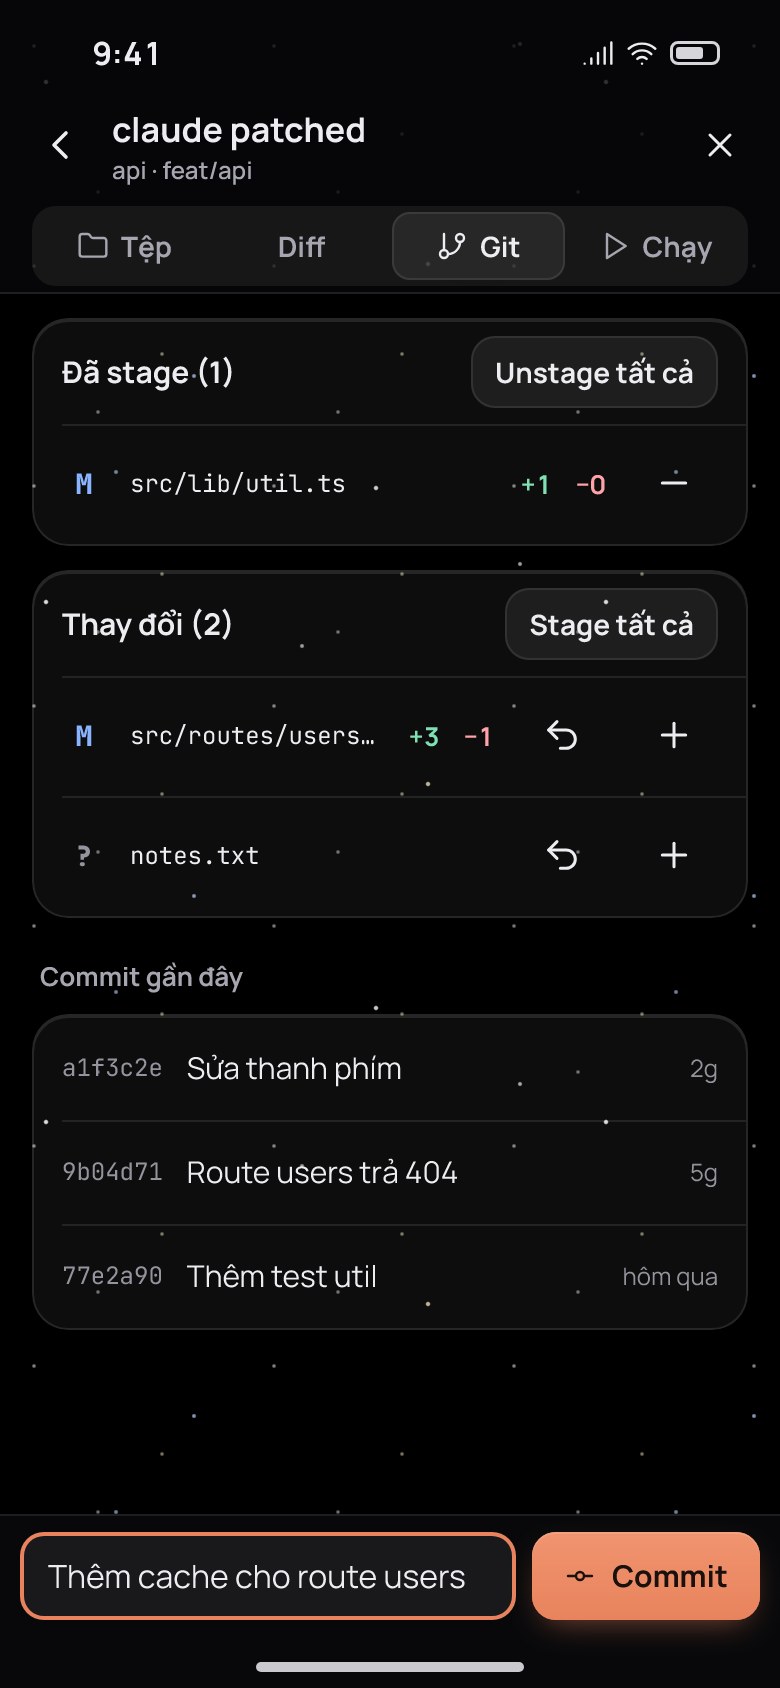 9:41
claude patched
api · feat/api
Tệp
Diff
Git
Chạy
Đã stage (1)
Unstage tất cả
M src/lib/util.ts +1 −0
Thay đổi (2)
Stage tất cả
M src/routes/users… +3 −1
? notes.txt
Commit gần đây
a1f3c2e Sửa thanh phím 2g
9b04d71 Route users trả 404 5g
77e2a90 Thêm test util hôm qua
Thêm cache cho route users
Commit